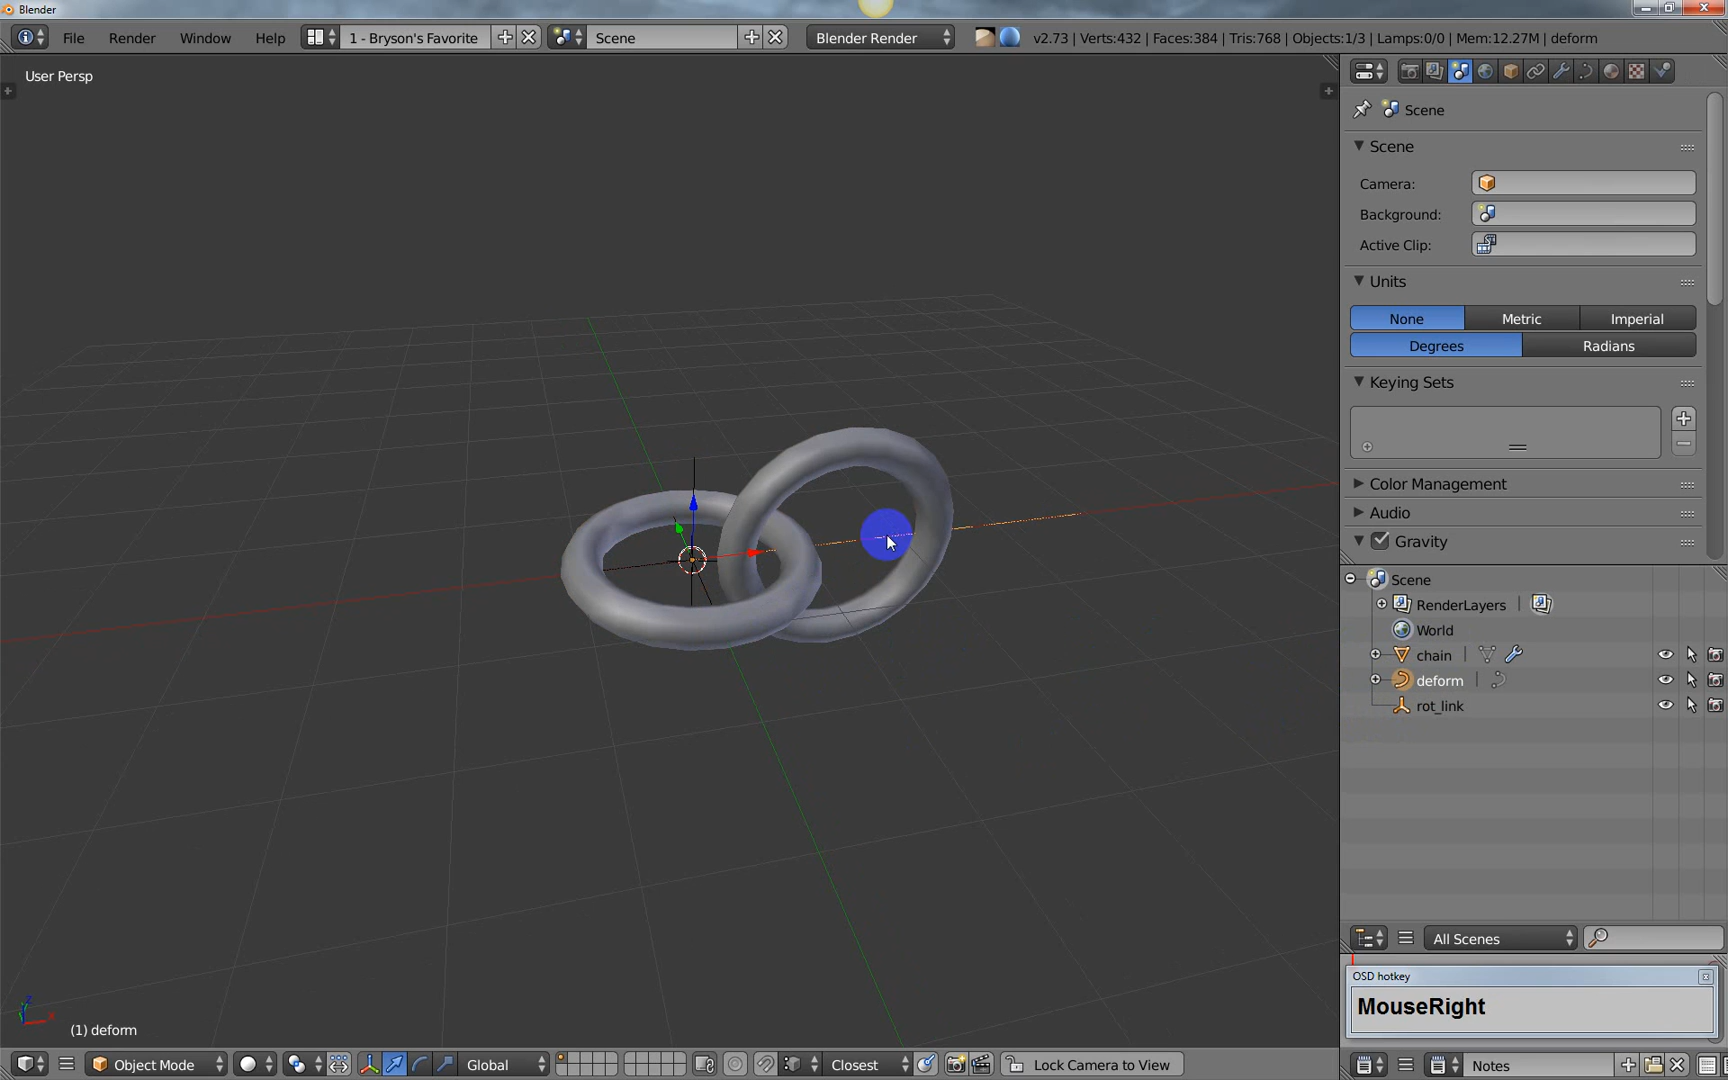 Blender
File Render Window Help 1 - Bryson's Favorite Scene Blender Render v2.73 | Verts:432 | Faces:384 | Tris:768 | Objects:1/3 | Lamps:0/0 | Mem:12.27M | deform
User Persp
Scene
Scene
Camera:
Background:
Active Clip:
Units
None Metric Imperial
Degrees Radians
Keying Sets
Color Management
Audio
Gravity
Scene
RenderLayers
World
chain
deform
rot_link
All Scenes
OSD hotkey
MouseRight
z
x
(1) deform
Object Mode Global Closest Lock Camera to View Notes